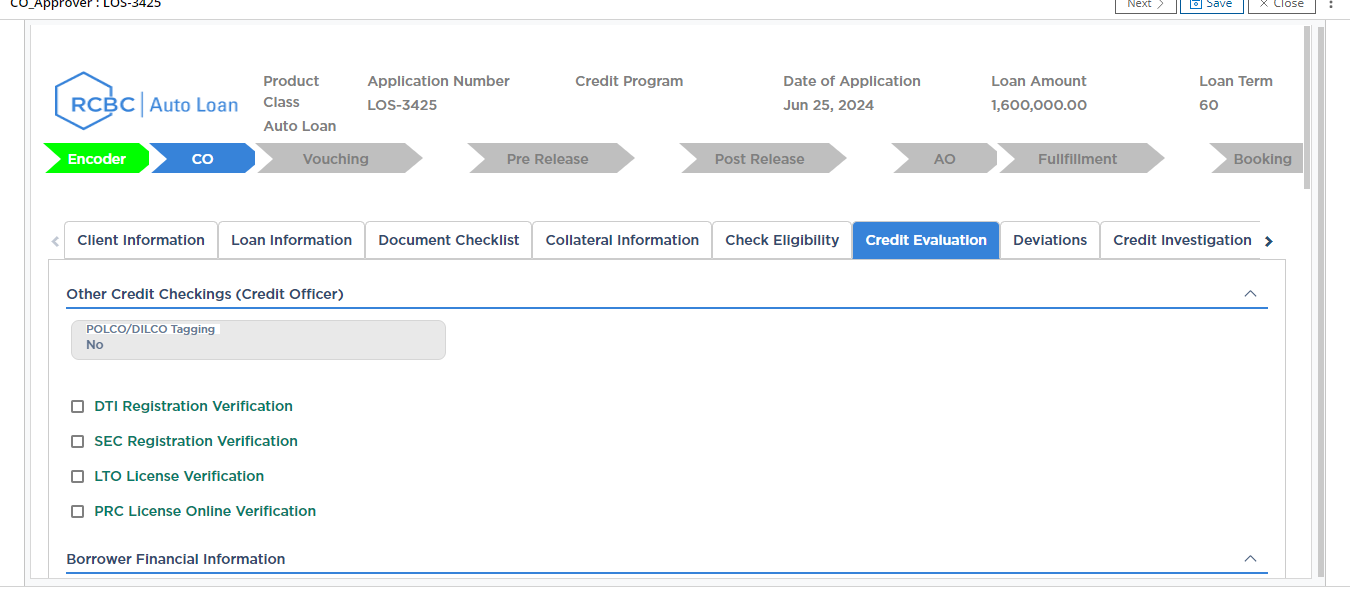 CO_Approver : LOS-3425
Next
Save
Close
RCBC Auto Loan
Product Class
Auto Loan
Application Number
LOS-3425
Credit Program
Date of Application
Jun 25, 2024
Loan Amount
1,600,000.00
Loan Term
60
Encoder
CO
Vouching
Pre Release
Post Release
AO
Fullfillment
Booking
Client Information
Loan Information
Document Checklist
Collateral Information
Check Eligibility
Credit Evaluation
Deviations
Credit Investigation
Other Credit Checkings (Credit Officer)
POLCO/DILCO Tagging
No
DTI Registration Verification
SEC Registration Verification
LTO License Verification
PRC License Online Verification
Borrower Financial Information